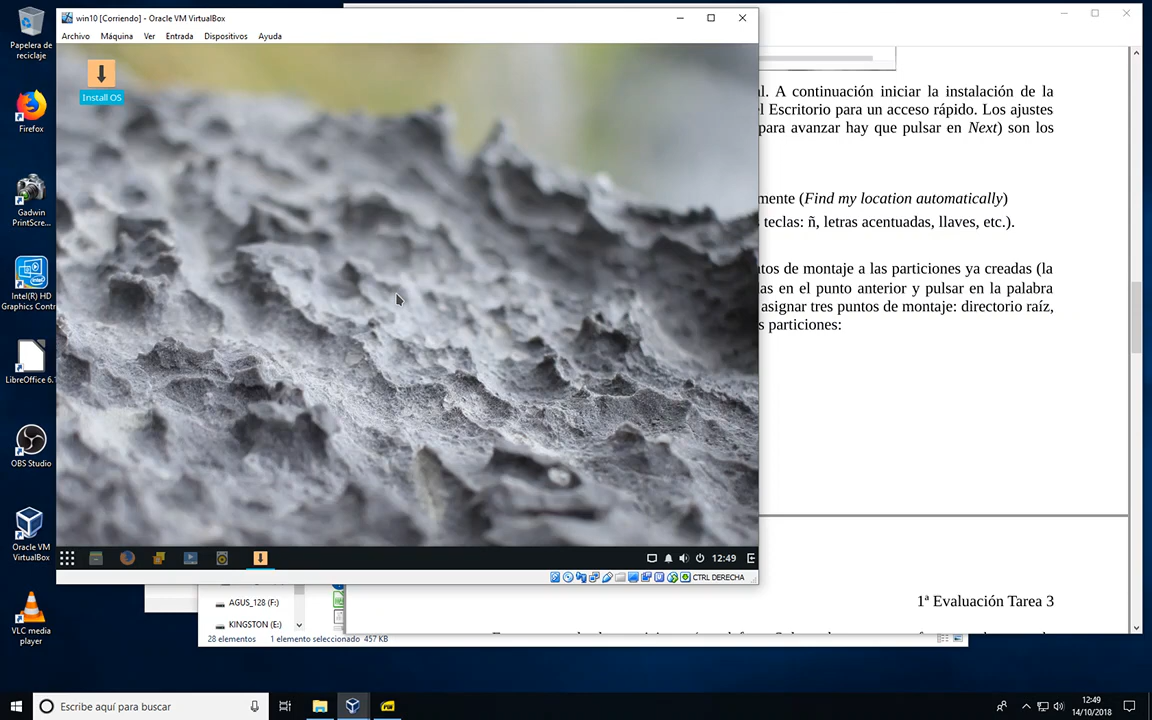 Papelera de
reciclaje
Firefox
Gadwin
PrintScre...
Intel(R) HD
Graphics Contr
LibreOffice 6.1
OBS Studio
Oracle VM
VirtualBox
VLC media
player
win10 [Corriendo] - Oracle VM VirtualBox
Archivo Máquina Ver Entrada Dispositivos Ayuda
Install OS
12:49
CTRL DERECHA
al. A continuación iniciar la instalación de la
el Escritorio para un acceso rápido. Los ajustes
para avanzar hay que pulsar en Next) son los
mente (Find my location automatically)
s teclas: ñ, letras acentuadas, llaves, etc.).
ntos de montaje a las particiones ya creadas (la
as en el punto anterior y pulsar en la palabra
asignar tres puntos de montaje: directorio raíz,
s particiones:
1ª Evaluación Tarea 3
AGUS_128 (F:)
KINGSTON (E:)
28 elementos 1 elemento seleccionado 457 KB
Escribe aquí para buscar
12:49
14/10/2018